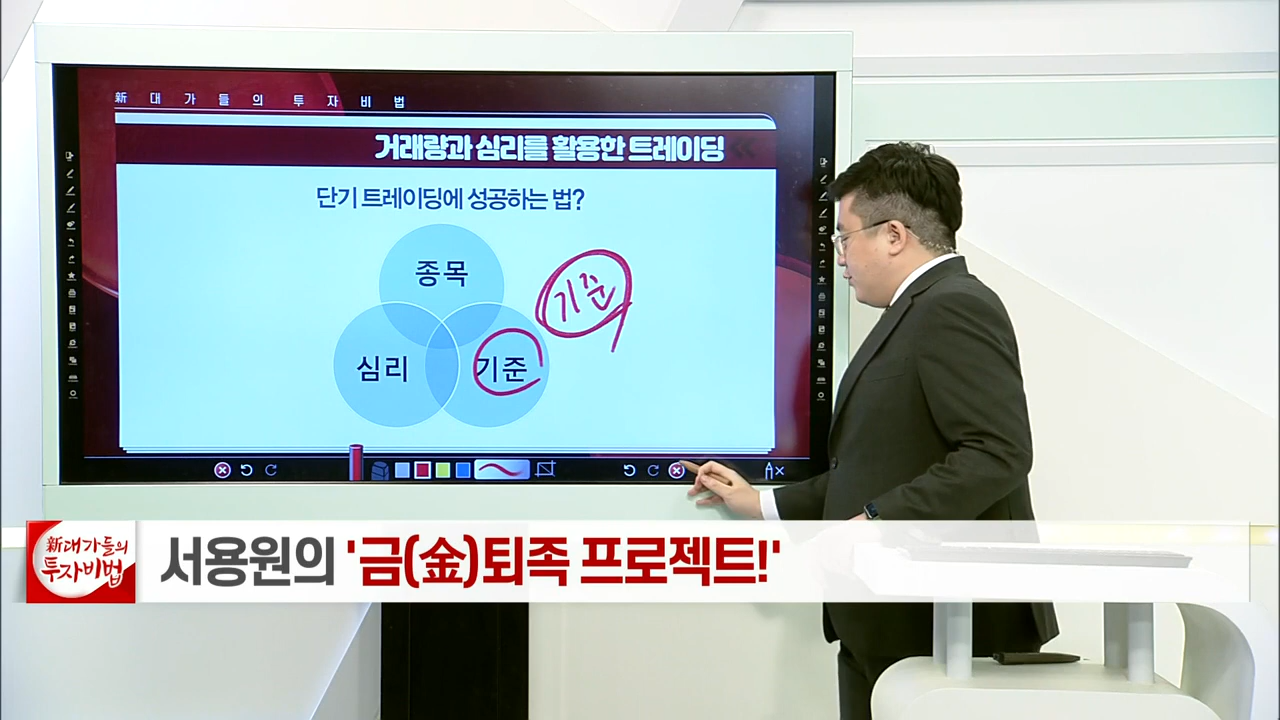 新 대 가 들 의 투 자 비 법
거래량과 심리를 활용한 트레이딩
단기 트레이딩에 성공하는 법?
종목
기준
심리
기준
新대가들의
투자비법
서용원의 '금(金)퇴족 프로젝트!'